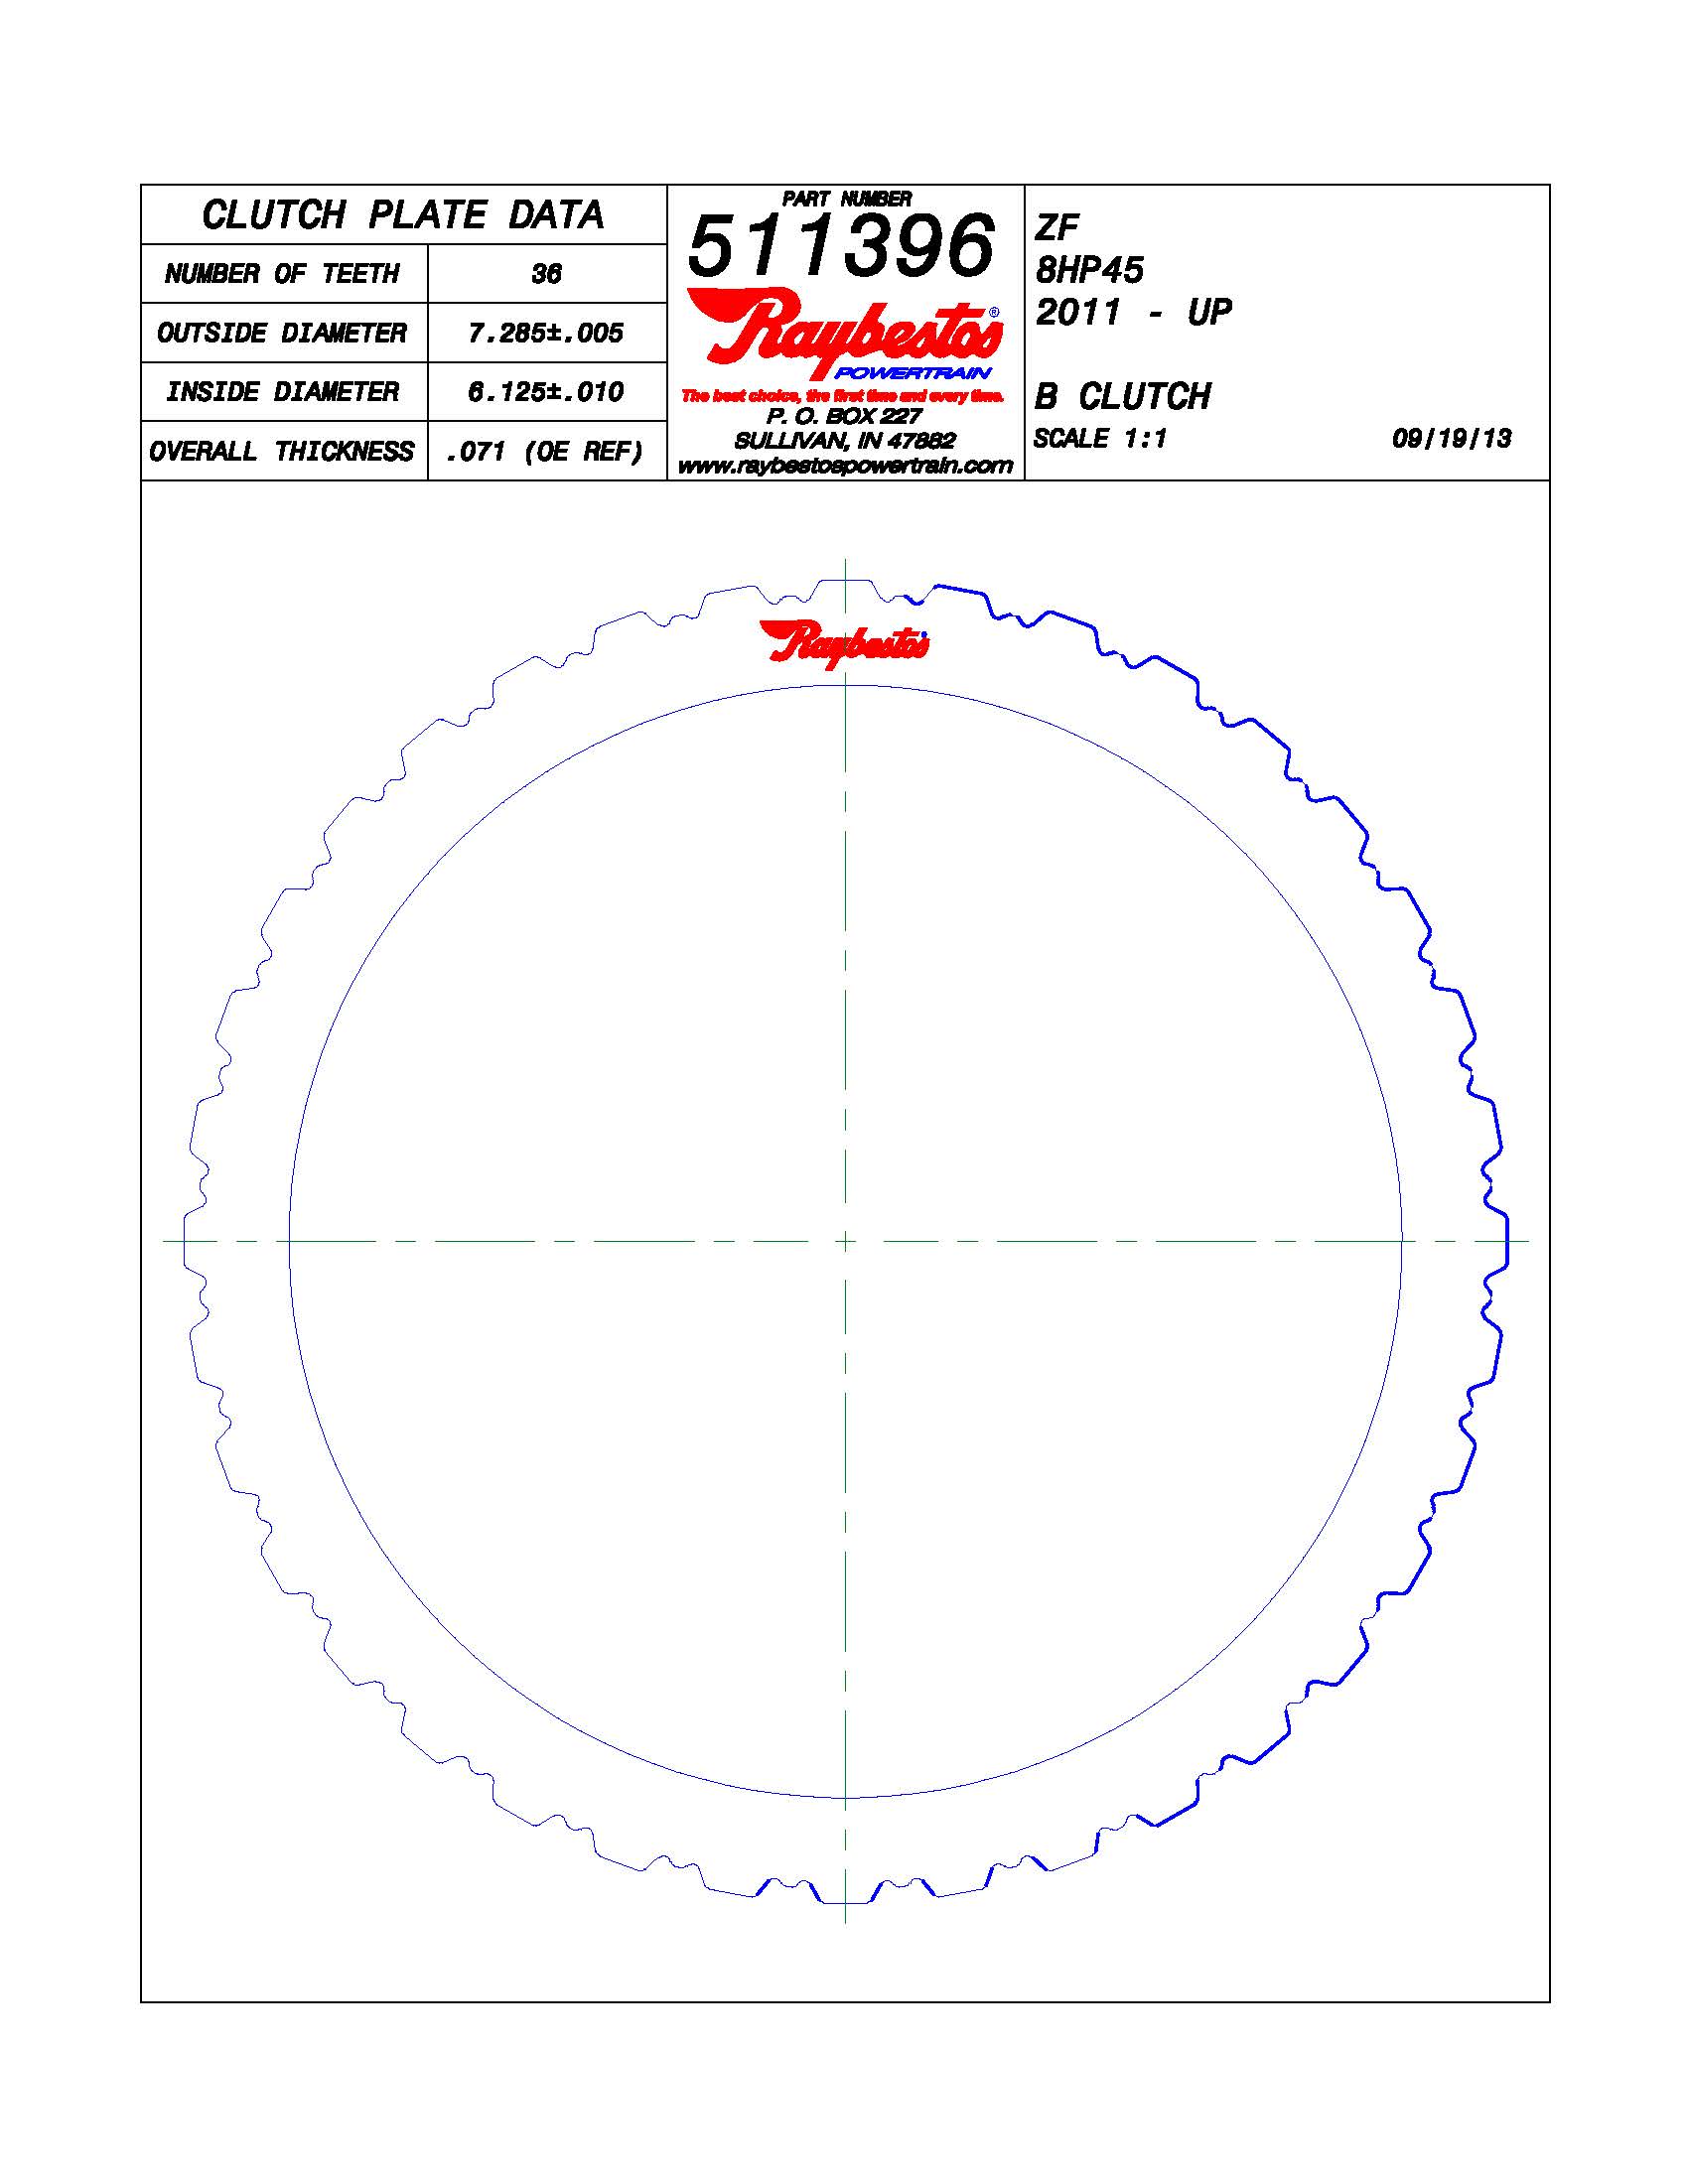 CLUTCH PLATE DATA
NUMBER OF TEETH 36
OUTSIDE DIAMETER 7.285±.005
INSIDE DIAMETER 6.125±.010
OVERALL THICKNESS .071 (OE REF)
PART NUMBER
511396
Raybestos®
POWERTRAIN
The best choice, the first time and every time.
P. O. BOX 227
SULLIVAN, IN 47882
www.raybestospowertrain.com
ZF
8HP45
2011 - UP
B CLUTCH
SCALE 1:1 09/19/13
Raybestos